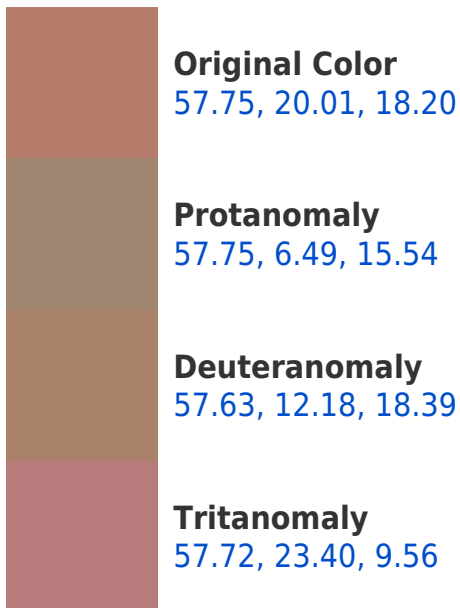 Original Color
57.75, 20.01, 18.20
Protanomaly
57.75, 6.49, 15.54
Deuteranomaly
57.63, 12.18, 18.39
Tritanomaly
57.72, 23.40, 9.56